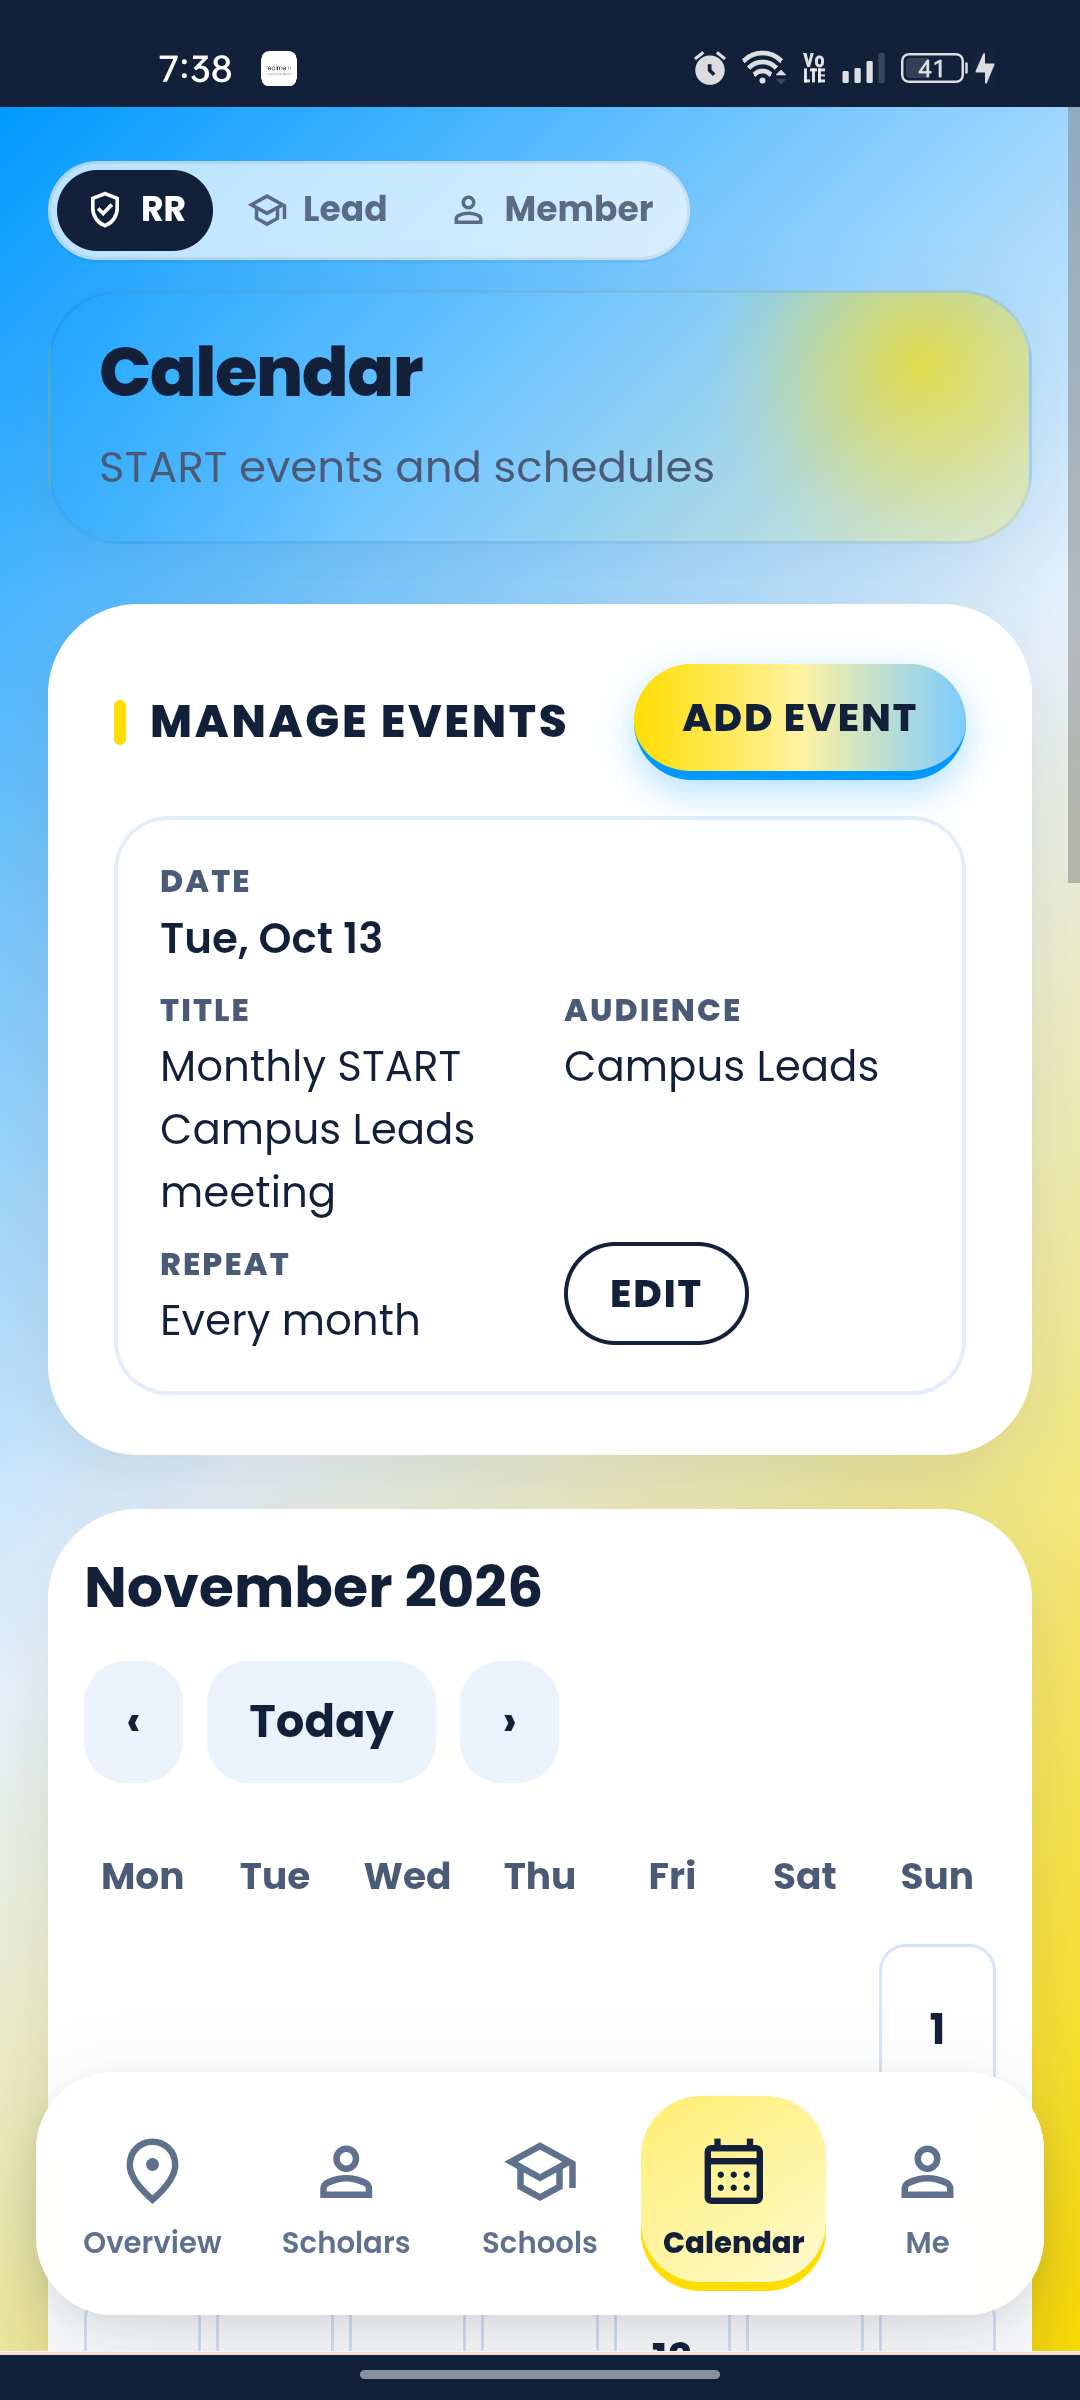 7:38
Vo
LTE
41
RR
Lead
Member
Calendar
START events and schedules
MANAGE EVENTS
ADD EVENT
DATE
Tue, Oct 13
TITLE
AUDIENCE
Monthly START
Campus Leads
Campus Leads
meeting
REPEAT
Every month
EDIT
November 2026
‹
Today
›
Mon Tue Wed Thu Fri Sat Sun
1
Overview
Scholars
Schools
Calendar
Me